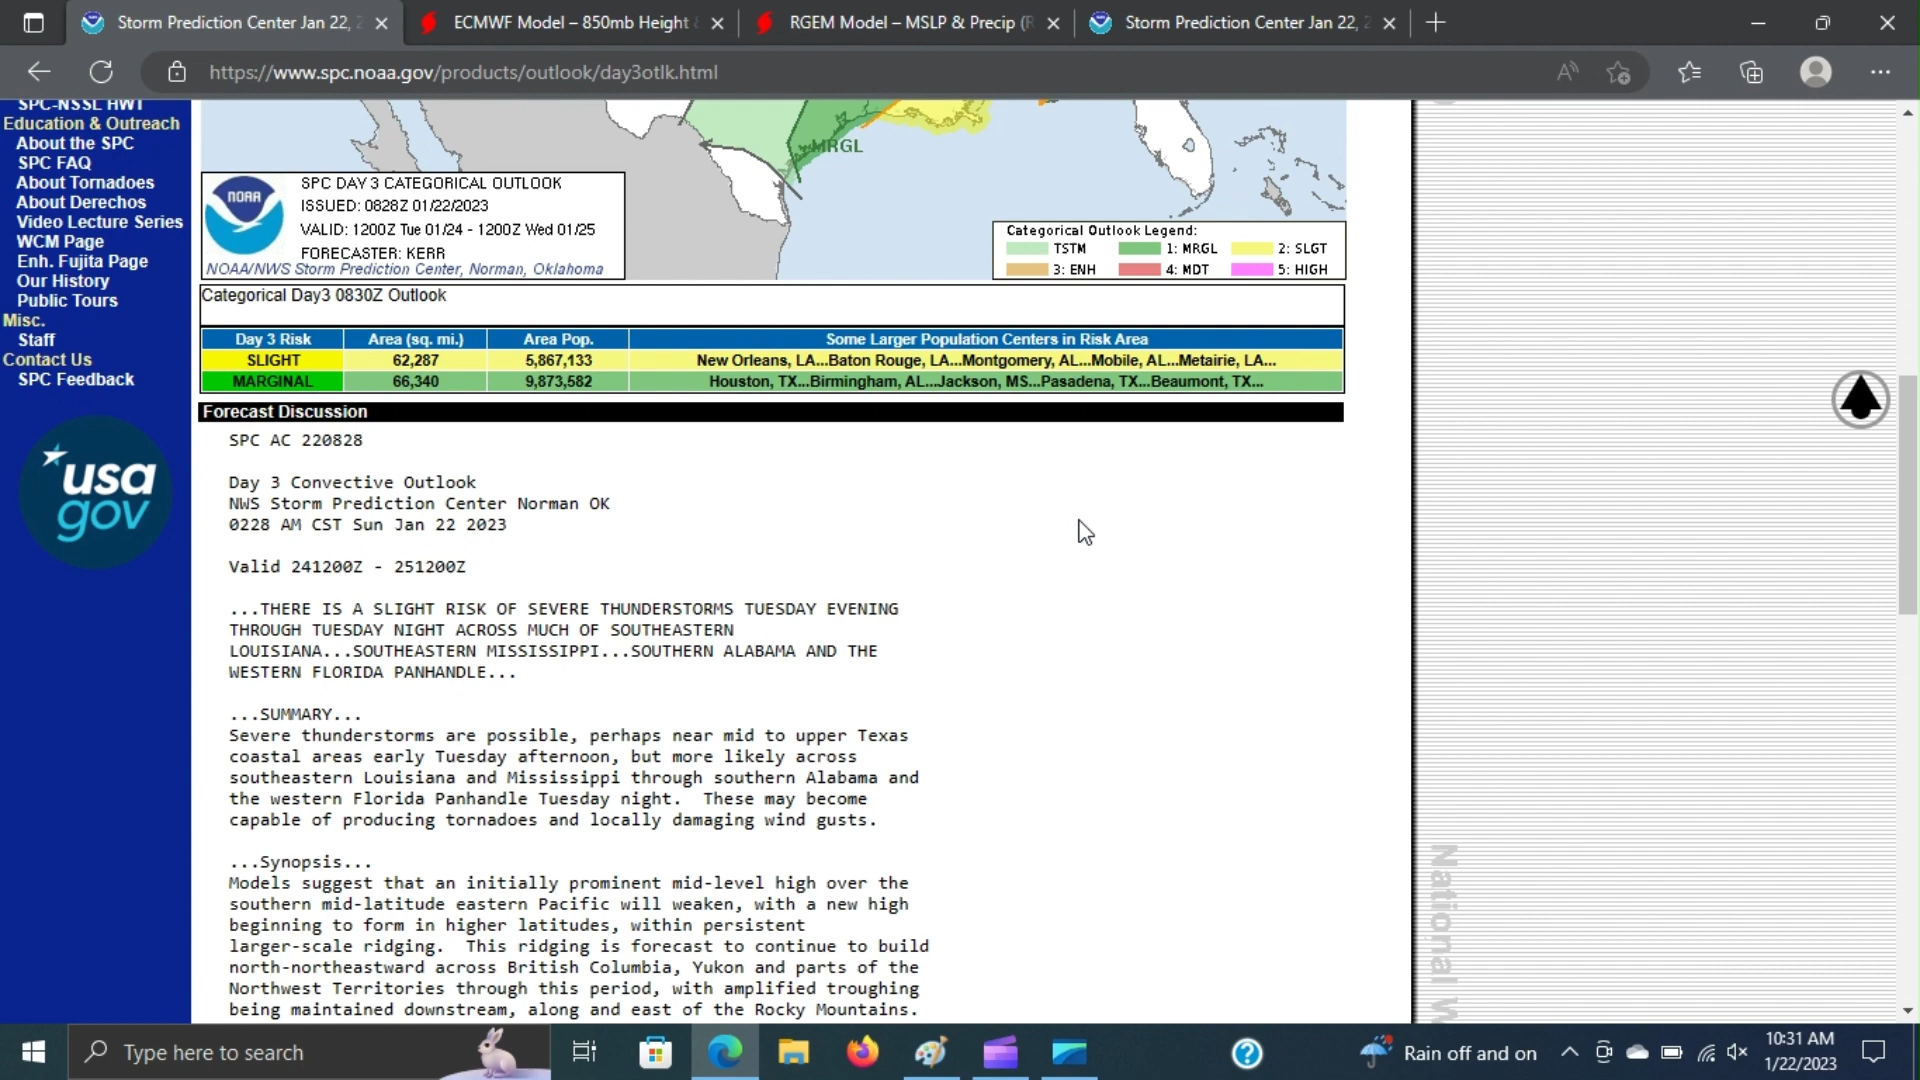 Storm Prediction Center Jan 22, 2
ECMWF Model – 850mb Height &
RGEM Model – MSLP & Precip (R
Storm Prediction Center Jan 22, 2
https://www.spc.noaa.gov/products/outlook/day3otlk.html
SPC-NSSL HWT
Education & Outreach
About the SPC
SPC FAQ
About Tornadoes
About Derechos
Video Lecture Series
WCM Page
Enh. Fujita Page
Our History
Public Tours
Misc.
Staff
Contact Us
SPC Feedback
usa
gov
MRGL
NOAA
SPC DAY 3 CATEGORICAL OUTLOOK
ISSUED: 0828Z 01/22/2023
VALID: 1200Z Tue 01/24 - 1200Z Wed 01/25
FORECASTER: KERR
NOAA/NWS Storm Prediction Center, Norman, Oklahoma
Categorical Outlook Legend:
TSTM 1: MRGL 2: SLGT
3: ENH 4: MDT 5: HIGH
Categorical Day3 0830Z Outlook
Day 3 Risk Area (sq. mi.) Area Pop. Some Larger Population Centers in Risk Area
SLIGHT 62,287 5,867,133 New Orleans, LA...Baton Rouge, LA...Montgomery, AL...Mobile, AL...Metairie, LA...
MARGINAL 66,340 9,873,582 Houston, TX...Birmingham, AL...Jackson, MS...Pasadena, TX...Beaumont, TX...
Forecast Discussion
SPC AC 220828
Day 3 Convective Outlook
NWS Storm Prediction Center Norman OK
0228 AM CST Sun Jan 22 2023
Valid 241200Z - 251200Z
...THERE IS A SLIGHT RISK OF SEVERE THUNDERSTORMS TUESDAY EVENING
THROUGH TUESDAY NIGHT ACROSS MUCH OF SOUTHEASTERN
LOUISIANA...SOUTHEASTERN MISSISSIPPI...SOUTHERN ALABAMA AND THE
WESTERN FLORIDA PANHANDLE...
...SUMMARY...
Severe thunderstorms are possible, perhaps near mid to upper Texas
coastal areas early Tuesday afternoon, but more likely across
southeastern Louisiana and Mississippi through southern Alabama and
the western Florida Panhandle Tuesday night.  These may become
capable of producing tornadoes and locally damaging wind gusts.
...Synopsis...
Models suggest that an initially prominent mid-level high over the
southern mid-latitude eastern Pacific will weaken, with a new high
beginning to form in higher latitudes, within persistent
larger-scale ridging.  This ridging is forecast to continue to build
north-northeastward across British Columbia, Yukon and parts of the
Northwest Territories through this period, with amplified troughing
being maintained downstream, along and east of the Rocky Mountains.
National W
Type here to search
Rain off and on
10:31 AM
1/22/2023